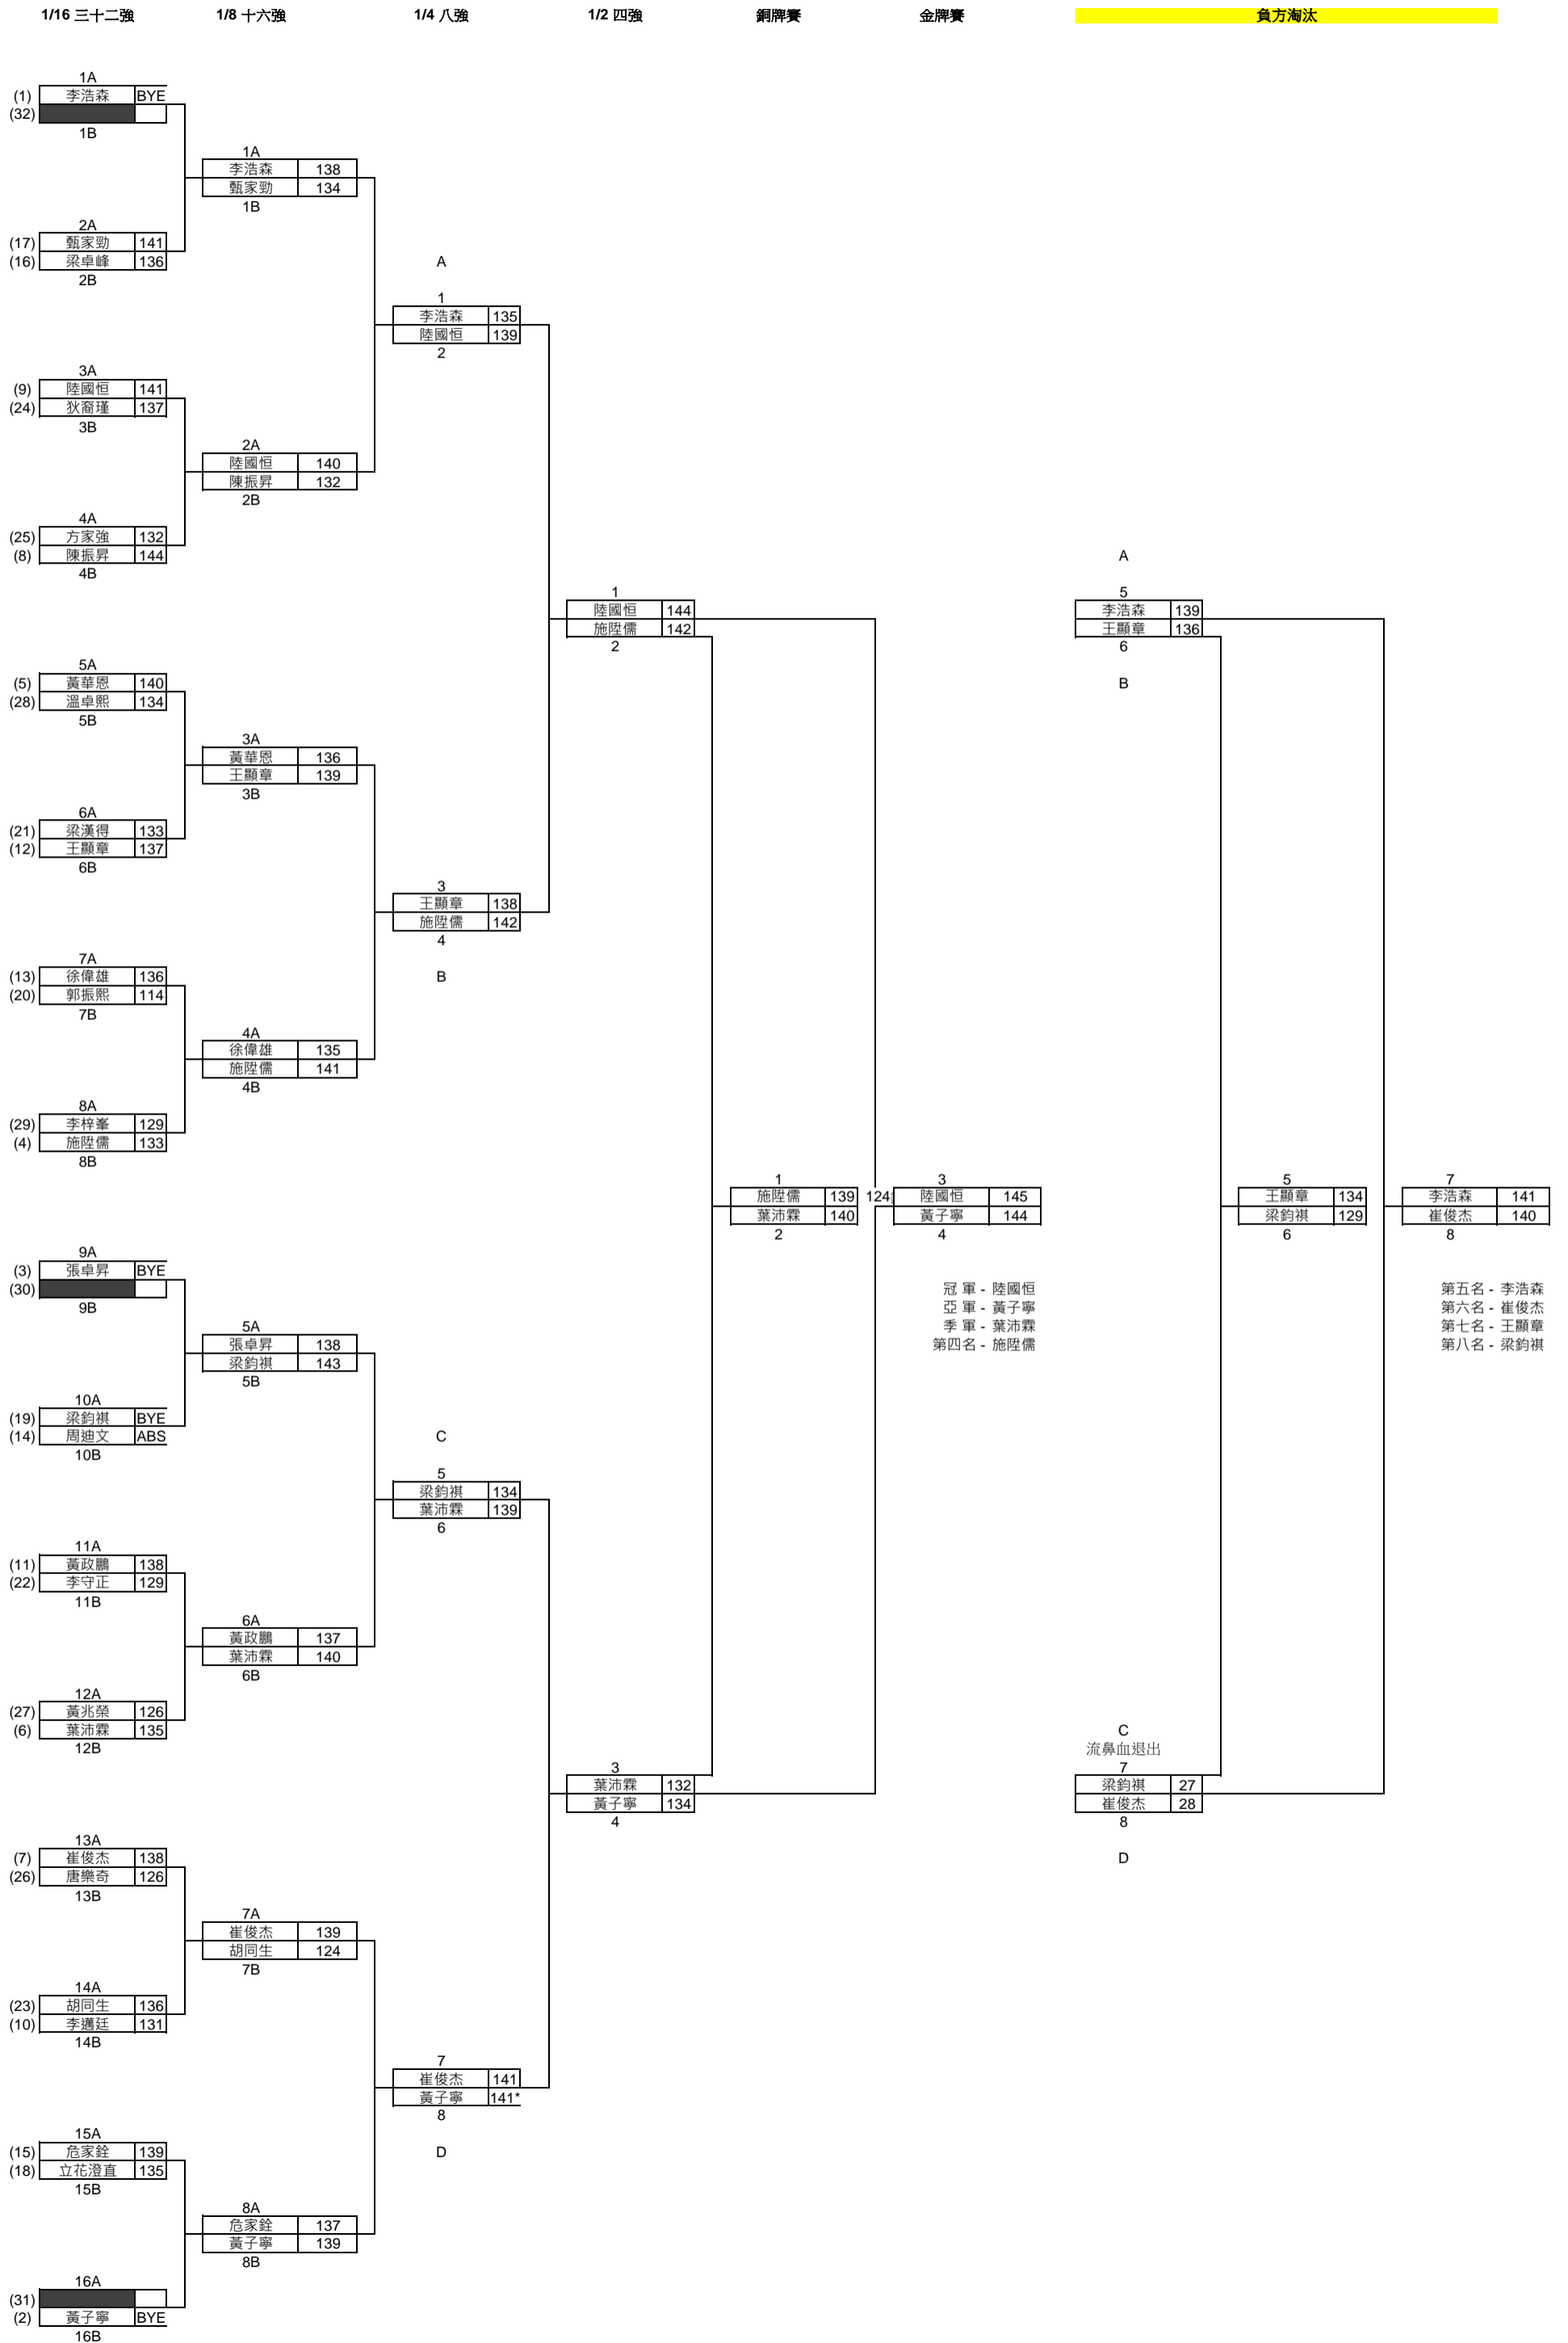 1/16 三十二強 1/8 十六強 1/4 八強 1/2 四強 銅牌賽 金牌賽 負方淘汰
1A
(1) 李浩森 BYE
(32)
1B
1A
李浩森 138
甄家勁 134
1B
2A
(17) 甄家勁 141
(16) 梁卓峰 136
2B
A
1
李浩森 135
陸國恒 139
2
3A
(9) 陸國恒 141
(24) 狄裔瑾 137
3B
2A
陸國恒 140
陳振昇 132
2B
4A
(25) 方家強 132
(8) 陳振昇 144
4B
A
1
陸國恒 144
施陞儒 142
2
5
李浩森 139
王顯章 136
6
B
5A
(5) 黃華恩 140
(28) 溫卓熙 134
5B
3A
黃華恩 136
王顯章 139
3B
6A
(21) 梁漢得 133
(12) 王顯章 137
6B
3
王顯章 138
施陞儒 142
4
B
7A
(13) 徐偉雄 136
(20) 郭振熙 114
7B
4A
徐偉雄 135
施陞儒 141
4B
8A
(29) 李梓峯 129
(4) 施陞儒 133
8B
1
施陞儒 139
葉沛霖 140
2
124
3
陸國恒 145
黃子寧 144
4
5
王顯章 134
梁鈞祺 129
6
7
李浩森 141
崔俊杰 140
8
冠 軍 - 陸國恒
亞 軍 - 黃子寧
季 軍 - 葉沛霖
第四名 - 施陞儒
第五名 - 李浩森
第六名 - 崔俊杰
第七名 - 王顯章
第八名 - 梁鈞祺
9A
(3) 張卓昇 BYE
(30)
9B
5A
張卓昇 138
梁鈞祺 143
5B
10A
(19) 梁鈞祺 BYE
(14) 周迪文 ABS
10B
C
5
梁鈞祺 134
葉沛霖 139
6
11A
(11) 黃政鵬 138
(22) 李守正 129
11B
6A
黃政鵬 137
葉沛霖 140
6B
12A
(27) 黃兆榮 126
(6) 葉沛霖 135
12B
3
葉沛霖 132
黃子寧 134
4
C
流鼻血退出
7
梁鈞祺 27
崔俊杰 28
8
D
13A
(7) 崔俊杰 138
(26) 唐樂奇 126
13B
7A
崔俊杰 139
胡同生 124
7B
14A
(23) 胡同生 136
(10) 李邁廷 131
14B
7
崔俊杰 141
黃子寧 141*
8
D
15A
(15) 危家銓 139
(18) 立花澄直 135
15B
8A
危家銓 137
黃子寧 139
8B
16A
(31)
(2) 黃子寧 BYE
16B